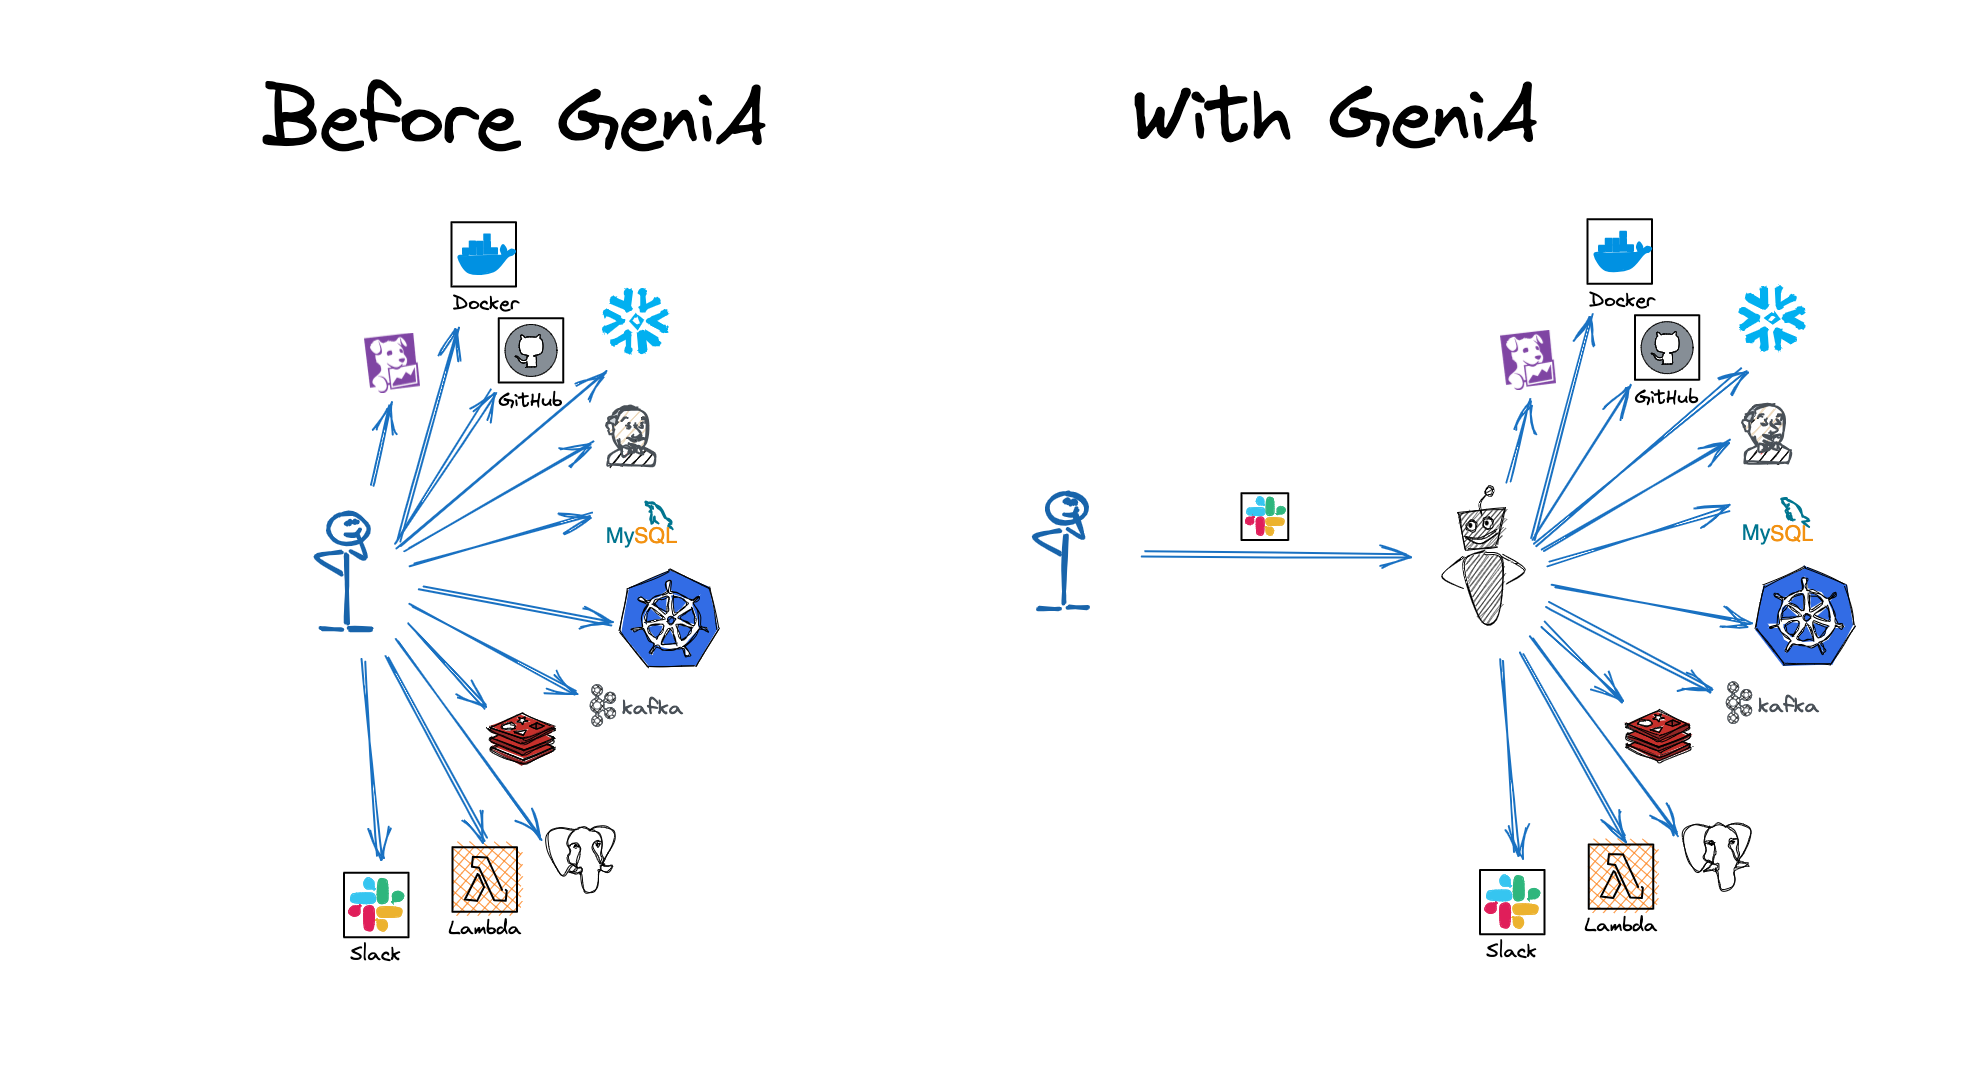 Before GeniA
Docker
GitHub
MySQL
kafka
Lambda
Slack
With GeniA
Docker
GitHub
MySQL
kafka
Lambda
Slack